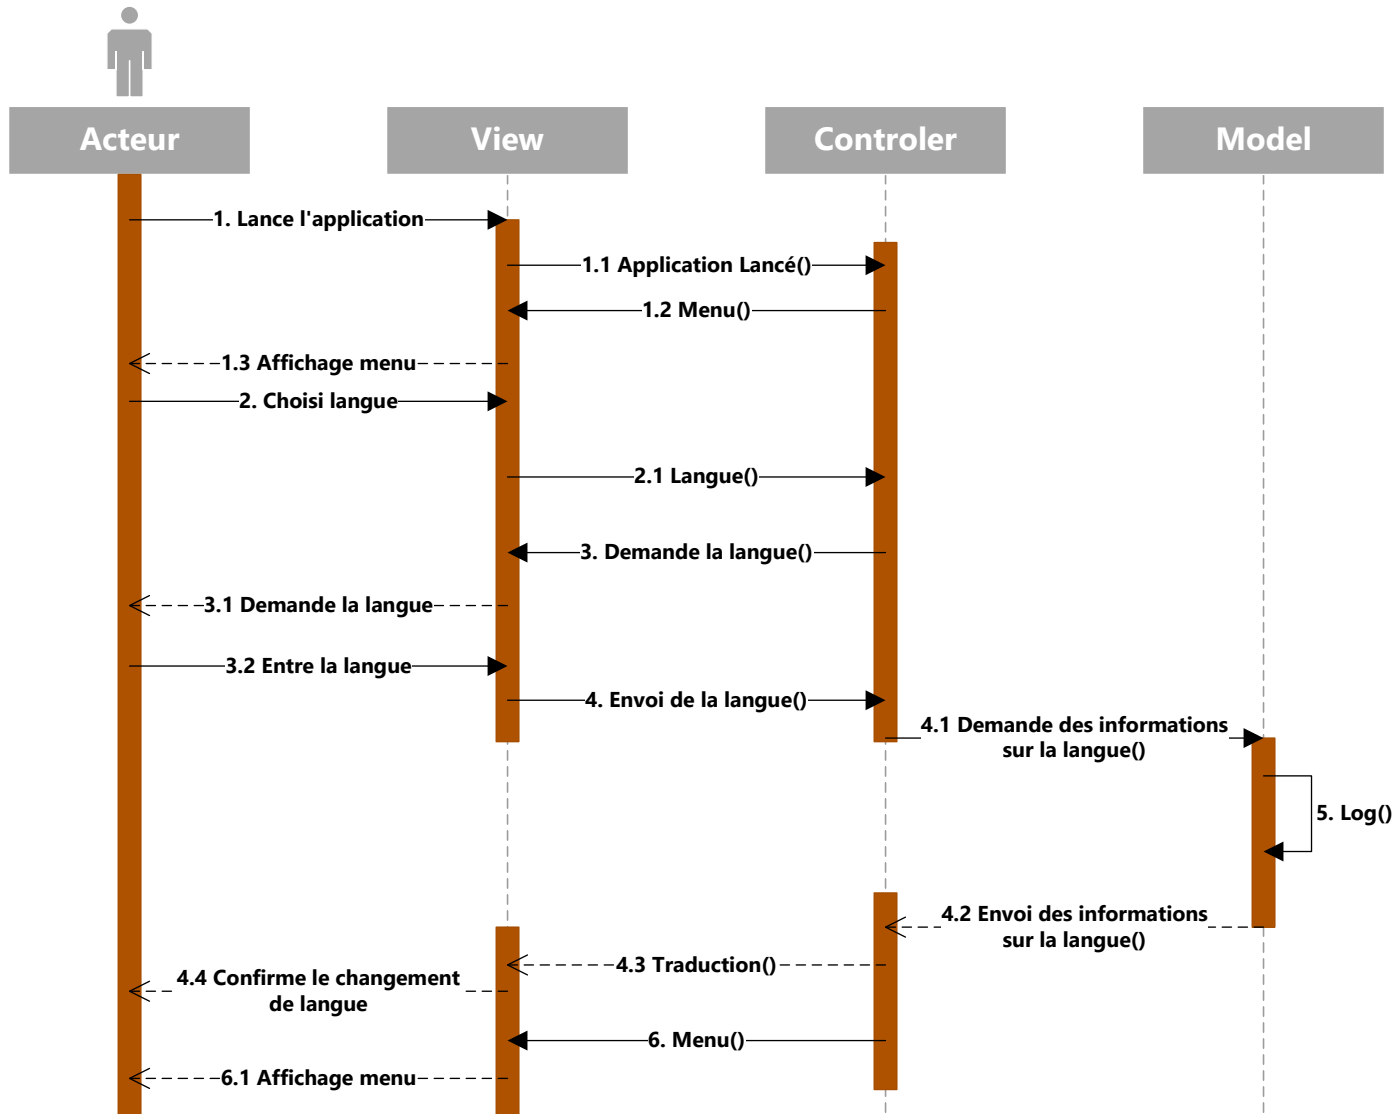 Acteur
View
Controler
Model
1. Lance l'application
1.1 Application Lancé()
1.2 Menu()
1.3 Affichage menu
2. Choisi langue
2.1 Langue()
3. Demande la langue()
3.1 Demande la langue
3.2 Entre la langue
4. Envoi de la langue()
4.1 Demande des informations
sur la langue()
5. Log()
4.2 Envoi des informations
sur la langue()
4.3 Traduction()
4.4 Confirme le changement
de langue
6. Menu()
6.1 Affichage menu